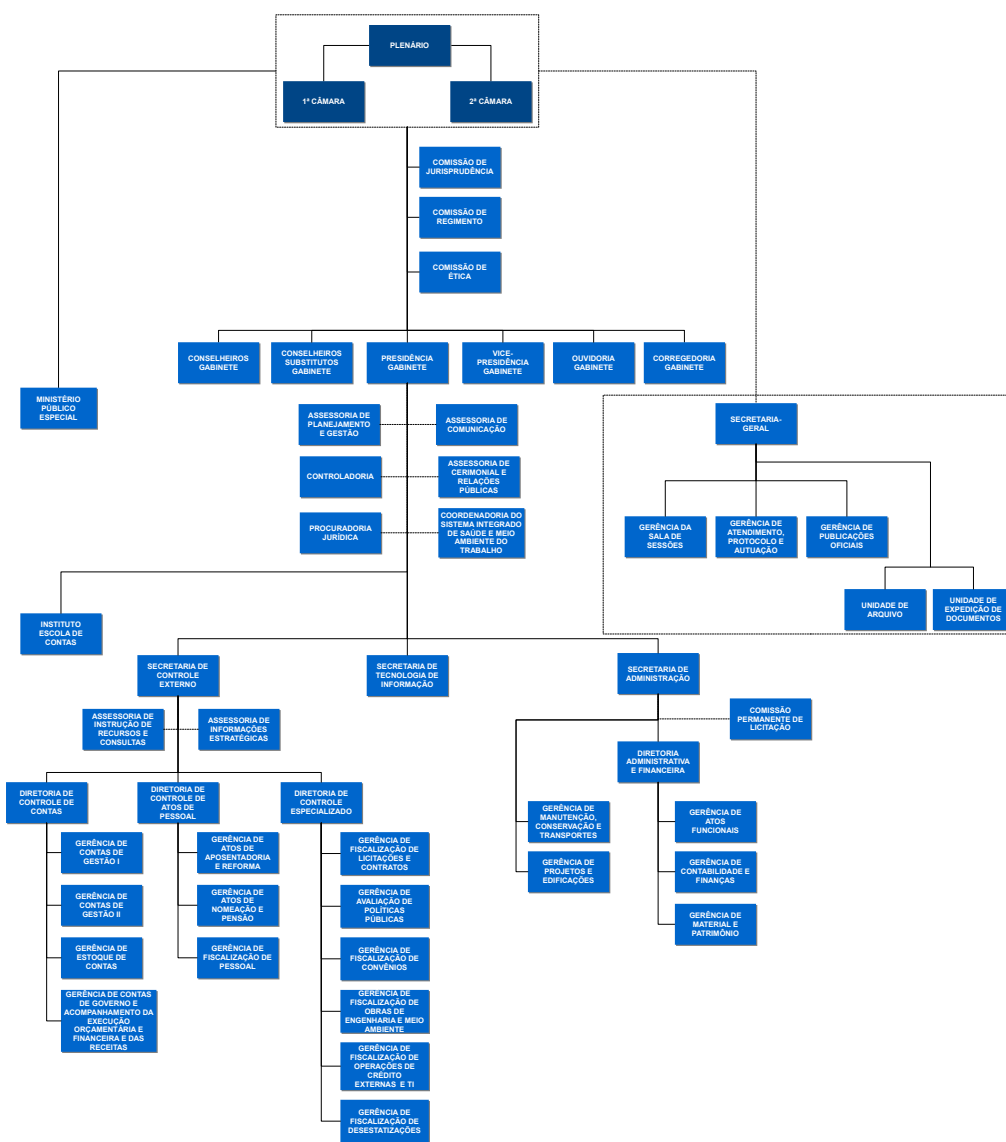 PLENÁRIO
1ª CÂMARA
2ª CÂMARA
COMISSÃO DE
JURISPRUDÊNCIA
COMISSÃO DE
REGIMENTO
COMISSÃO DE
ÉTICA
CONSELHEIROS
GABINETE
CONSELHEIROS
SUBSTITUTOS
GABINETE
PRESIDÊNCIA
GABINETE
VICE-
PRESIDÊNCIA
GABINETE
OUVIDORIA
GABINETE
CORREGEDORIA
GABINETE
MINISTÉRIO
PÚBLICO
ESPECIAL
ASSESSORIA DE
PLANEJAMENTO
E GESTÃO
ASSESSORIA DE
COMUNICAÇÃO
SECRETARIA-
GERAL
CONTROLADORIA
ASSESSORIA DE
CERIMONIAL E
RELAÇÕES
PÚBLICAS
PROCURADORIA
JURÍDICA
COORDENADORIA DO
SISTEMA INTEGRADO
DE SAÚDE E MEIO
AMBIENTE DO
TRABALHO
GERÊNCIA DA
SALA DE
SESSÕES
GERÊNCIA DE
ATENDIMENTO,
PROTOCOLO E
AUTUAÇÃO
GERÊNCIA DE
PUBLICAÇÕES
OFICIAIS
UNIDADE DE
ARQUIVO
UNIDADE DE
EXPEDIÇÃO DE
DOCUMENTOS
INSTITUTO
ESCOLA DE
CONTAS
SECRETARIA DE
CONTROLE
EXTERNO
SECRETARIA DE
TECNOLOGIA DE
INFORMAÇÃO
SECRETARIA DE
ADMINISTRAÇÃO
ASSESSORIA DE
INSTRUÇÃO DE
RECURSOS E
CONSULTAS
ASSESSORIA DE
INFORMAÇÕES
ESTRATÉGICAS
COMISSÃO
PERMANENTE DE
LICITAÇÃO
DIRETORIA
ADMINISTRATIVA
E FINANCEIRA
DIRETORIA DE
CONTROLE DE
CONTAS
DIRETORIA DE
CONTROLE DE
ATOS DE
PESSOAL
DIRETORIA DE
CONTROLE
ESPECIALIZADO
GERÊNCIA DE
MANUTENÇÃO,
CONSERVAÇÃO E
TRANSPORTES
GERÊNCIA DE
ATOS
FUNCIONAIS
GERÊNCIA DE
CONTAS DE
GESTÃO I
GERÊNCIA DE
ATOS DE
APOSENTADORIA
E REFORMA
GERÊNCIA DE
FISCALIZAÇÃO DE
LICITAÇÕES E
CONTRATOS
GERÊNCIA DE
PROJETOS E
EDIFICAÇÕES
GERÊNCIA DE
CONTABILIDADE E
FINANÇAS
GERÊNCIA DE
CONTAS DE
GESTÃO II
GERÊNCIA DE
ATOS DE
NOMEAÇÃO E
PENSÃO
GERÊNCIA DE
AVALIAÇÃO DE
POLÍTICAS
PÚBLICAS
GERÊNCIA DE
MATERIAL E
PATRIMÔNIO
GERÊNCIA DE
ESTOQUE DE
CONTAS
GERÊNCIA DE
FISCALIZAÇÃO DE
PESSOAL
GERÊNCIA DE
FISCALIZAÇÃO DE
CONVÊNIOS
GERÊNCIA DE CONTAS
DE GOVERNO E
ACOMPANHAMENTO DA
EXECUÇÃO
ORÇAMENTÁRIA E
FINANCEIRA E DAS
RECEITAS
GERÊNCIA DE
FISCALIZAÇÃO DE
OBRAS DE
ENGENHARIA E MEIO
AMBIENTE
GERÊNCIA DE
FISCALIZAÇÃO DE
OPERAÇÕES DE
CRÉDITO
EXTERNAS E TI
GERÊNCIA DE
FISCALIZAÇÃO DE
DESESTATIZAÇÕES